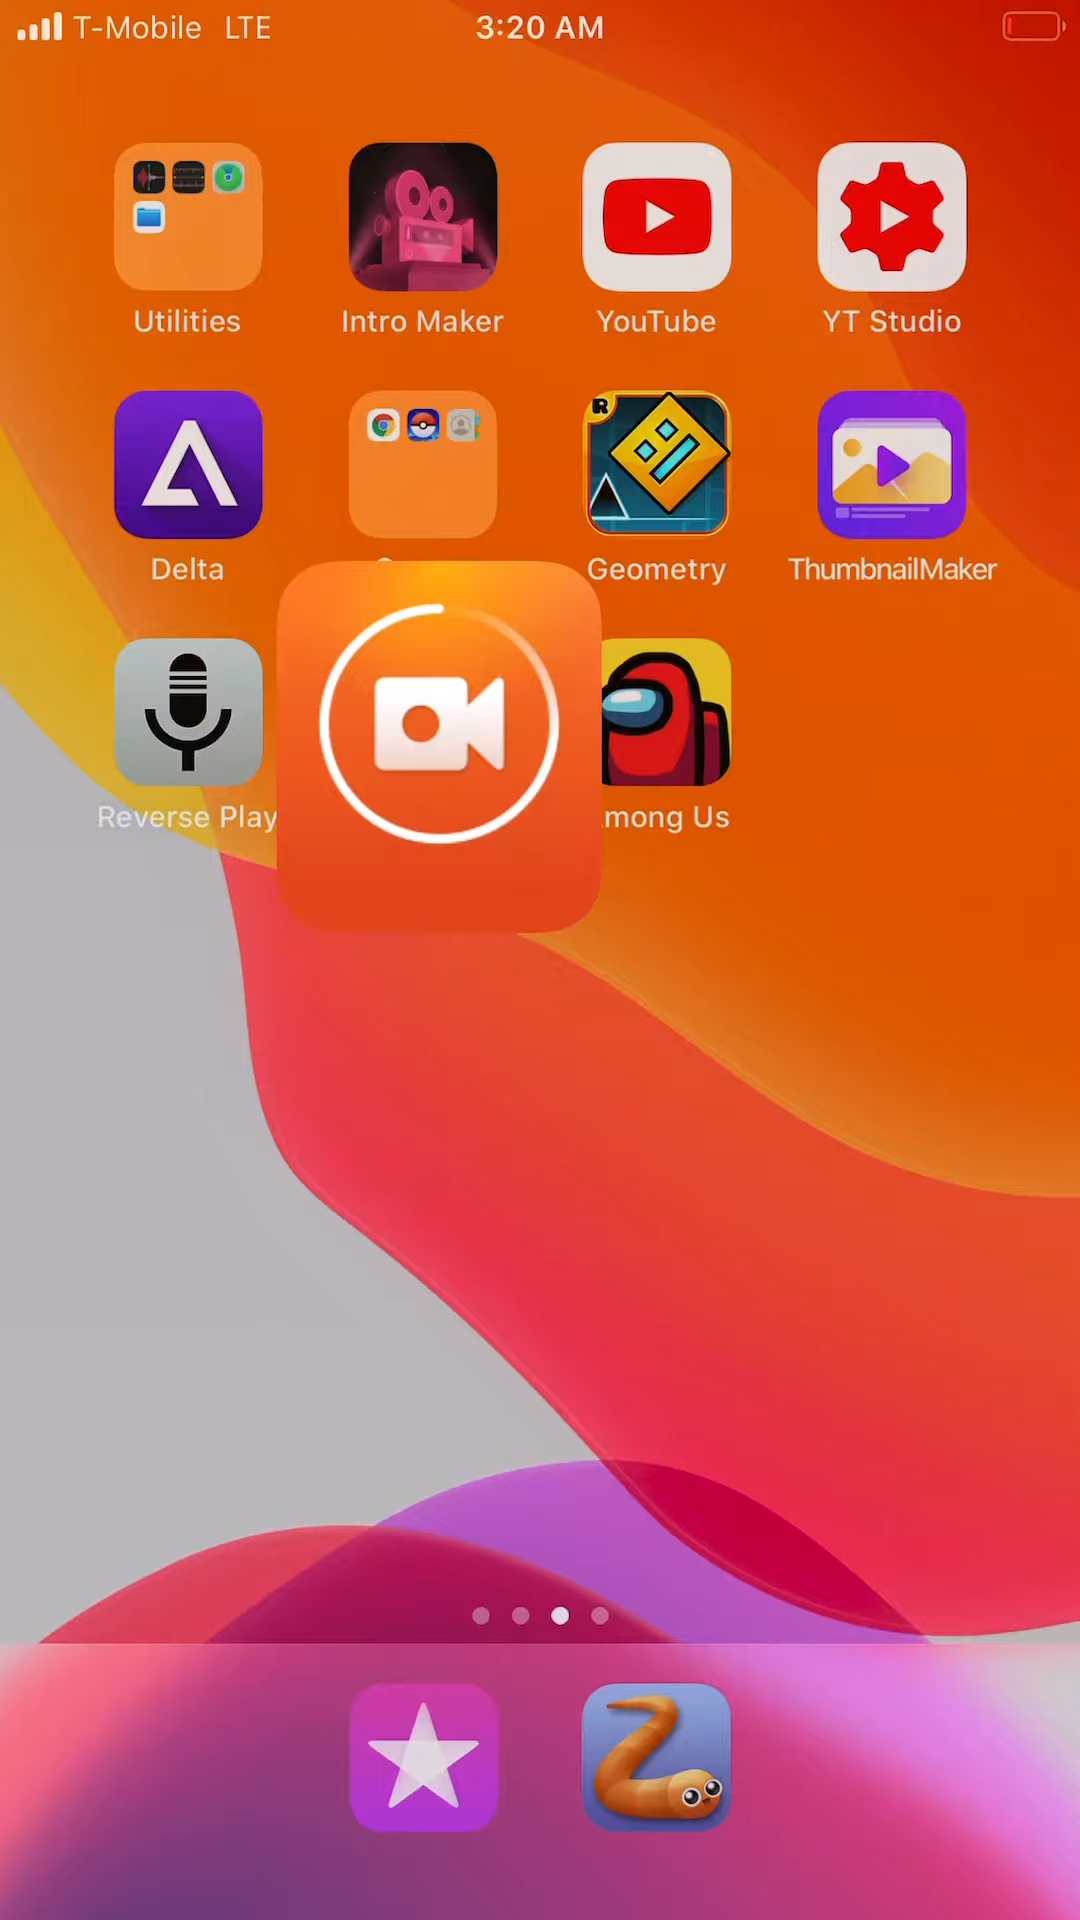 T-Mobile LTE 3:20 AM
Utilities Intro Maker YouTube YT Studio
R
Delta Geometry ThumbnailMaker
Reverse Play mong Us